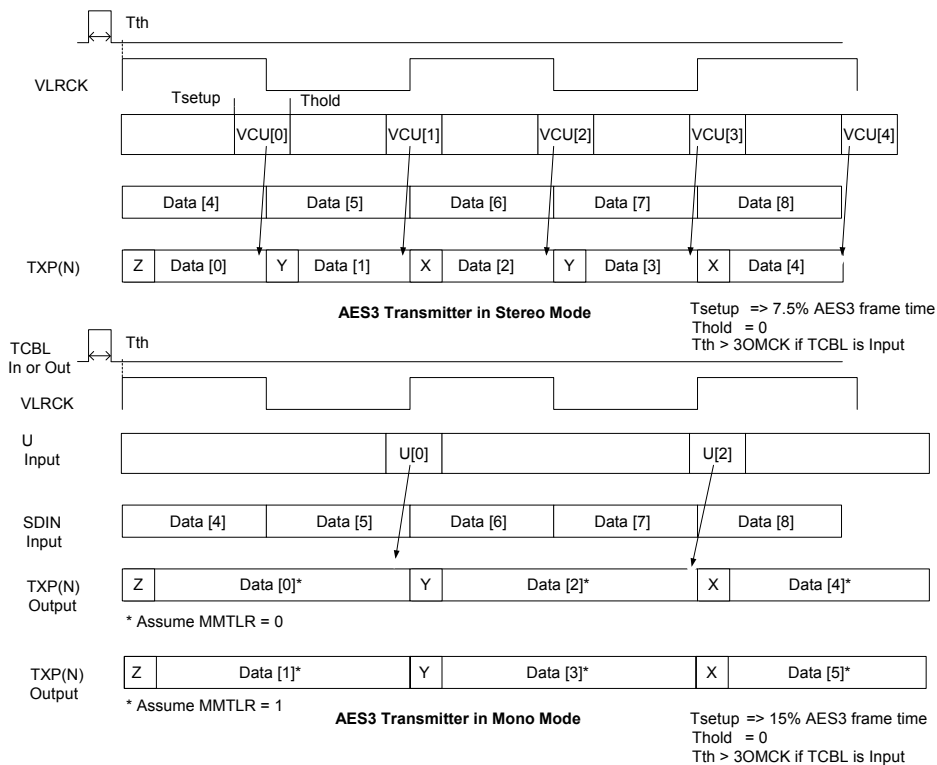 Tth
VLRCK
Tsetup Thold
VCU[0] VCU[1] VCU[2] VCU[3] VCU[4]
Data [4] Data [5] Data [6] Data [7] Data [8]
TXP(N) Z Data [0] Y Data [1] X Data [2] Y Data [3] X Data [4]
AES3 Transmitter in Stereo Mode
Tsetup => 7.5% AES3 frame time
Thold = 0
Tth > 3OMCK if TCBL is Input
TCBL
In or Out
Tth
VLRCK
U
Input
U[0] U[2]
SDIN
Input
Data [4] Data [5] Data [6] Data [7] Data [8]
TXP(N)
Output
Z Data [0]* Y Data [2]* X Data [4]*
* Assume MMTLR = 0
TXP(N)
Output
Z Data [1]* Y Data [3]* X Data [5]*
* Assume MMTLR = 1
AES3 Transmitter in Mono Mode
Tsetup => 15% AES3 frame time
Thold = 0
Tth > 3OMCK if TCBL is Input